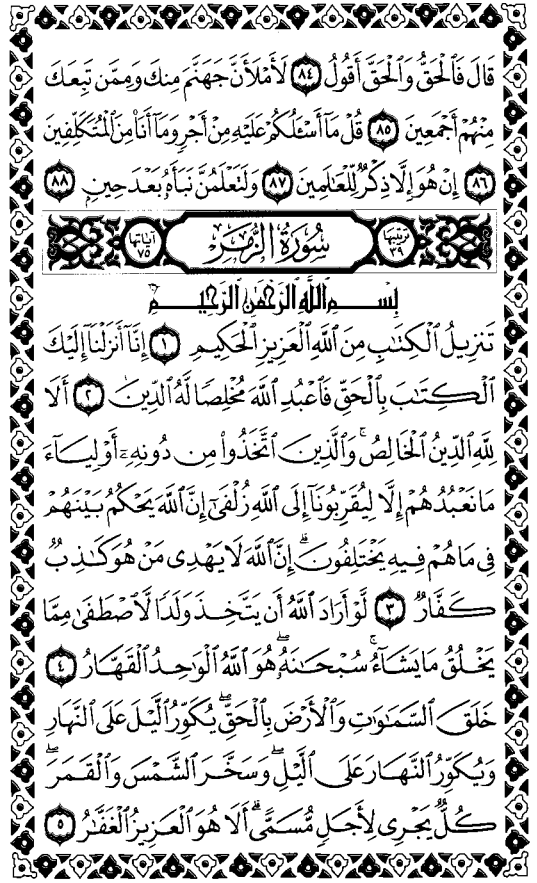 قَالَ فَٱلْحَقُّ وَٱلْحَقَّ أَقُولُ ٨٤ لَأَمْلَأَنَّ جَهَنَّمَ مِنكَ وَمِمَّن تَبِعَكَ
مِنْهُمْ أَجْمَعِينَ ٨٥ قُلْ مَآ أَسْـَٔلُكُمْ عَلَيْهِ مِنْ أَجْرٍ وَمَآ أَنَا۠ مِنَ ٱلْمُتَكَلِّفِينَ
٨٦ إِنْ هُوَ إِلَّا ذِكْرٌ لِّلْعَٰلَمِينَ ٨٧ وَلَتَعْلَمُنَّ نَبَأَهُۥ بَعْدَ حِينٍۭ ٨٨
ترتيبها ٣٩ سُورَةُ الزُّمَرِ آياتها ٧٥
بِسْمِ ٱللَّهِ ٱلرَّحْمَٰنِ ٱلرَّحِيمِ
تَنزِيلُ ٱلْكِتَٰبِ مِنَ ٱللَّهِ ٱلْعَزِيزِ ٱلْحَكِيمِ ١ إِنَّآ أَنزَلْنَآ إِلَيْكَ
ٱلْكِتَٰبَ بِٱلْحَقِّ فَٱعْبُدِ ٱللَّهَ مُخْلِصًا لَّهُ ٱلدِّينَ ٢ أَلَا
لِلَّهِ ٱلدِّينُ ٱلْخَالِصُ ۚ وَٱلَّذِينَ ٱتَّخَذُوا۟ مِن دُونِهِۦٓ أَوْلِيَآءَ
مَا نَعْبُدُهُمْ إِلَّا لِيُقَرِّبُونَآ إِلَى ٱللَّهِ زُلْفَىٰٓ إِنَّ ٱللَّهَ يَحْكُمُ بَيْنَهُمْ
فِى مَا هُمْ فِيهِ يَخْتَلِفُونَ ۗ إِنَّ ٱللَّهَ لَا يَهْدِى مَنْ هُوَ كَٰذِبٌ
كَفَّارٌ ٣ لَّوْ أَرَادَ ٱللَّهُ أَن يَتَّخِذَ وَلَدًا لَّٱصْطَفَىٰ مِمَّا
يَخْلُقُ مَا يَشَآءُ ۚ سُبْحَٰنَهُۥ ۖ هُوَ ٱللَّهُ ٱلْوَٰحِدُ ٱلْقَهَّارُ ٤
خَلَقَ ٱلسَّمَٰوَٰتِ وَٱلْأَرْضَ بِٱلْحَقِّ ۖ يُكَوِّرُ ٱلَّيْلَ عَلَى ٱلنَّهَارِ
وَيُكَوِّرُ ٱلنَّهَارَ عَلَى ٱلَّيْلِ ۖ وَسَخَّرَ ٱلشَّمْسَ وَٱلْقَمَرَ ۖ
كُلٌّ يَجْرِى لِأَجَلٍ مُّسَمًّى ۗ أَلَا هُوَ ٱلْعَزِيزُ ٱلْغَفَّٰرُ ٥